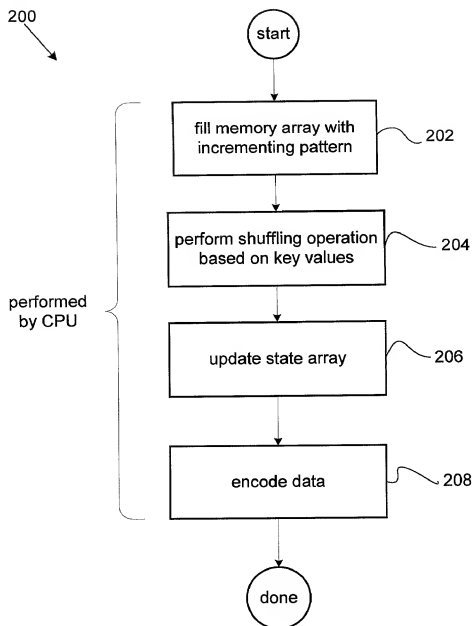 200
start
fill memory array with
incrementing pattern
202
perform shuffling operation
based on key values
204
performed
by CPU
update state array
206
encode data
208
done